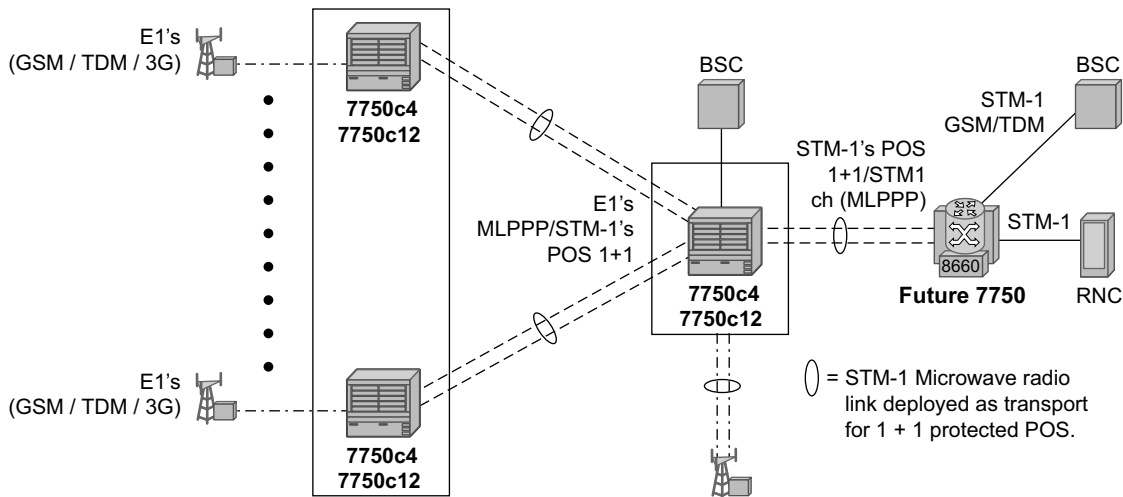 E1's
(GSM / TDM / 3G)
7750c4
7750c12
BSC
BSC
STM-1
GSM/TDM
STM-1's POS
1+1/STM1
ch (MLPPP)
E1's
MLPPP/STM-1's
POS 1+1
STM-1
8660
7750c4
7750c12
Future 7750
RNC
E1's
(GSM / TDM / 3G)
= STM-1 Microwave radio
link deployed as transport
for 1 + 1 protected POS.
7750c4
7750c12